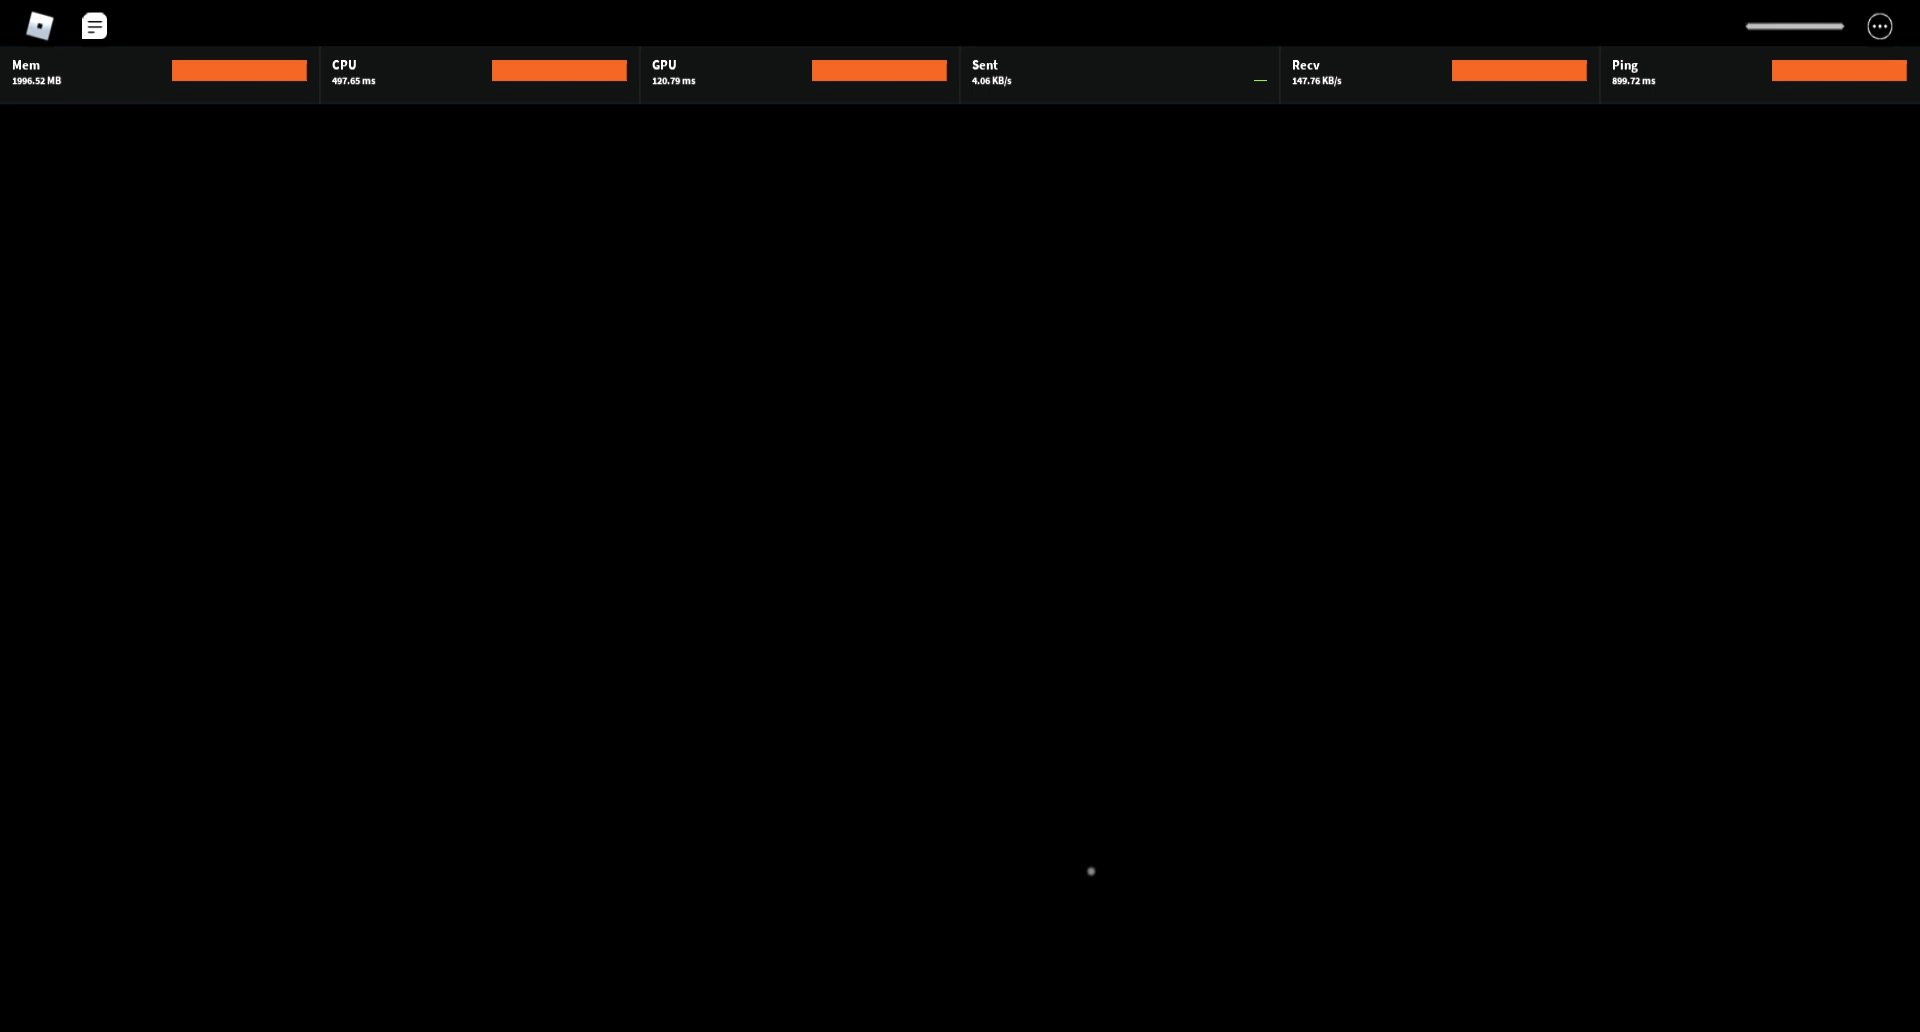 Mem
1996.52 MB
CPU
497.65 ms
GPU
120.79 ms
Sent
4.06 KB/s
Recv
147.76 KB/s
Ping
899.72 ms